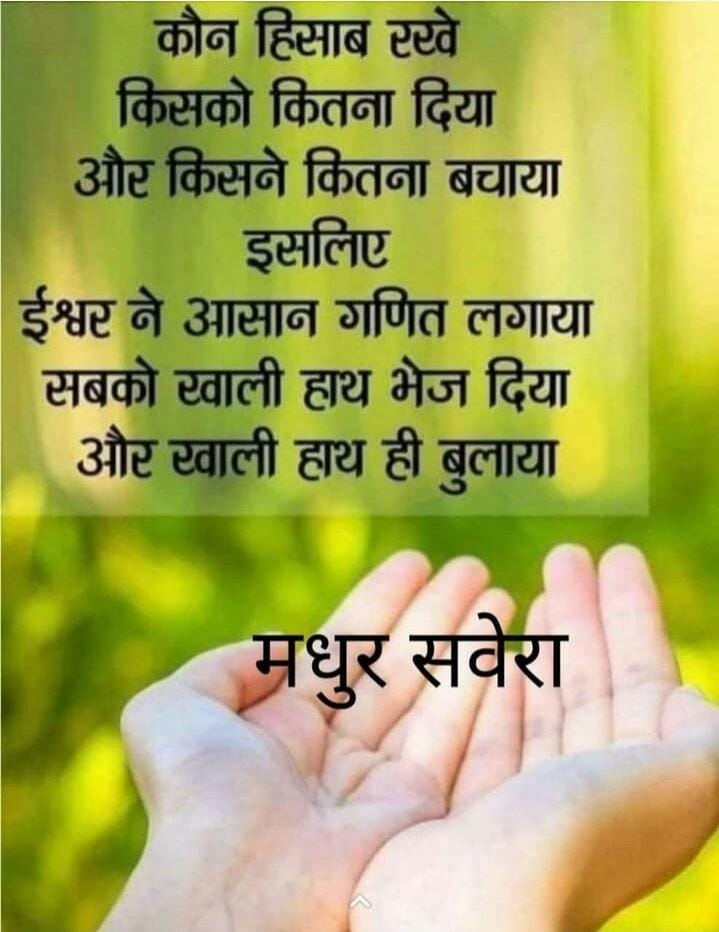 कौन हिसाब रखे
किसको कितना दिया
और किसने कितना बचाया
इसलिए
ईश्वर ने आसान गणित लगाया
सबको खाली हाथ भेज दिया
और खाली हाथ ही बुलाया
मधुर सवेरा